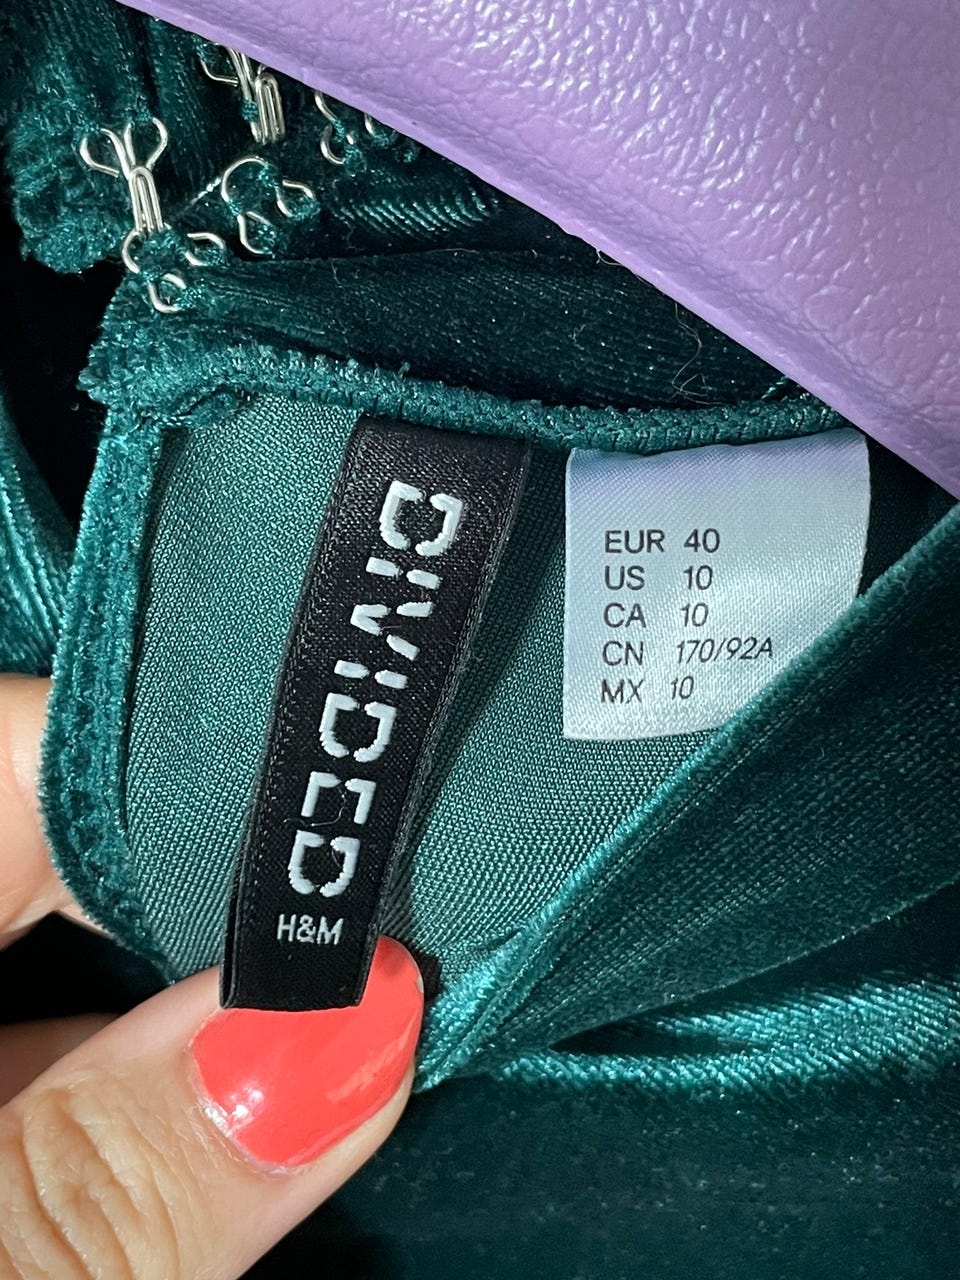 DIVIDED
H&M
EUR 40
US 10
CA 10
CN 170/92A
MX 10